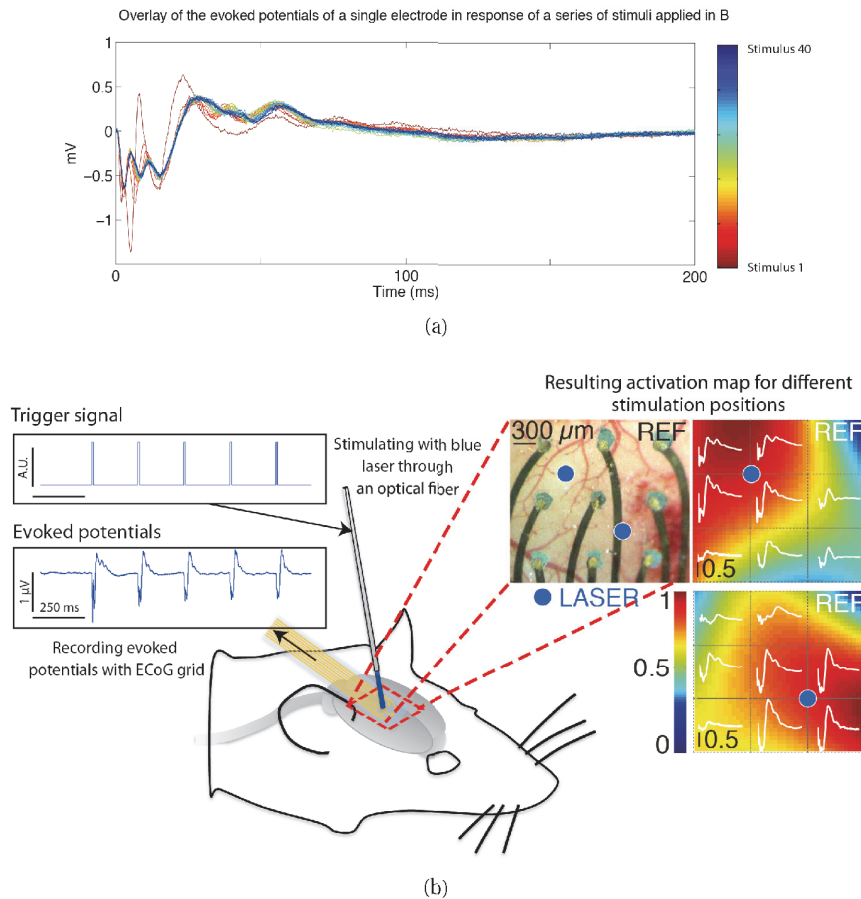 Overlay of the evoked potentials of a single electrode in response of a series of stimuli applied in B
1
0.5
0
−0.5
−1
mV
0
100
200
Time (ms)
Stimulus 40
Stimulus 1
(a)
Resulting activation map for different
stimulation positions
Trigger signal
A.U.
Stimulating with blue
laser through
an optical fiber
Evoked potentials
1 μV
250 ms
Recording evoked
potentials with ECoG grid
300 μm
REF
REF
0.5
LASER
1
0.5
0
REF
0.5
(b)